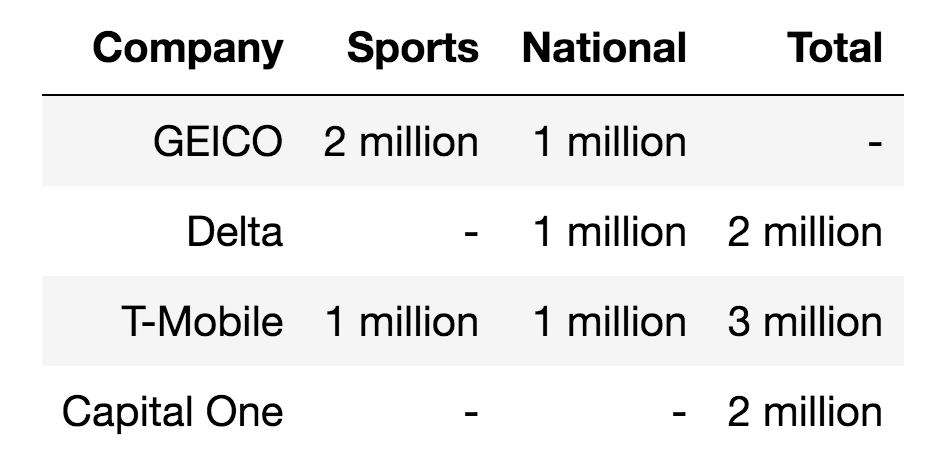 Company Sports National Total
GEICO 2 million 1 million -
Delta - 1 million 2 million
T-Mobile 1 million 1 million 3 million
Capital One - - 2 million